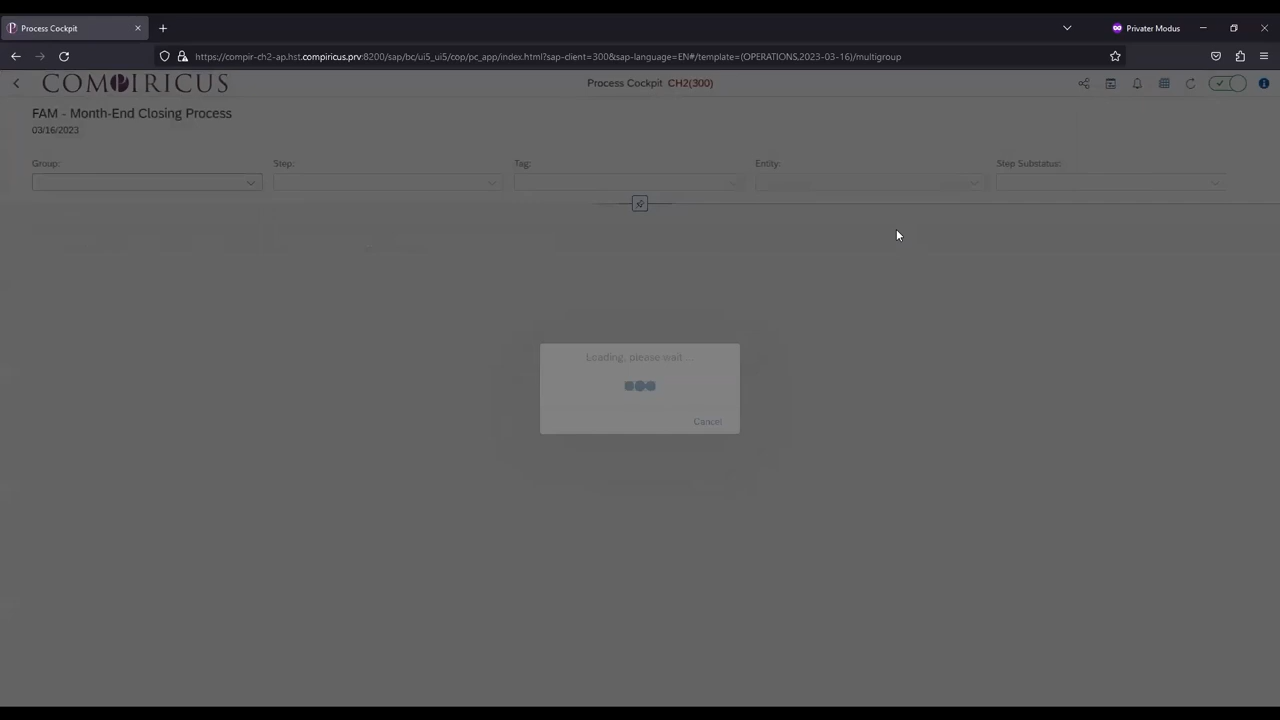 Process Cockpit
Privater Modus
https://compir-ch2-ap.hst.compiricus.prv:8200/sap/bc/ui5_ui5/cop/pc_app/index.html?sap-client=300&sap-language=EN#/template=(OPERATIONS,2023-03-16)/multigroup
COMPIRICUS
Process Cockpit CH2(300)
FAM - Month-End Closing Process
03/16/2023
Group: Step: Tag: Entity: Step Substatus:
Loading, please wait ...
Cancel